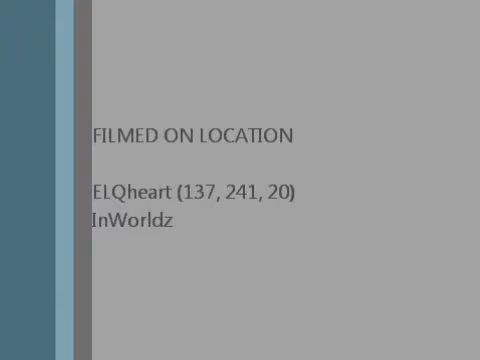 FILMED ON LOCATION
ELQheart (137, 241, 20)
InWorldz